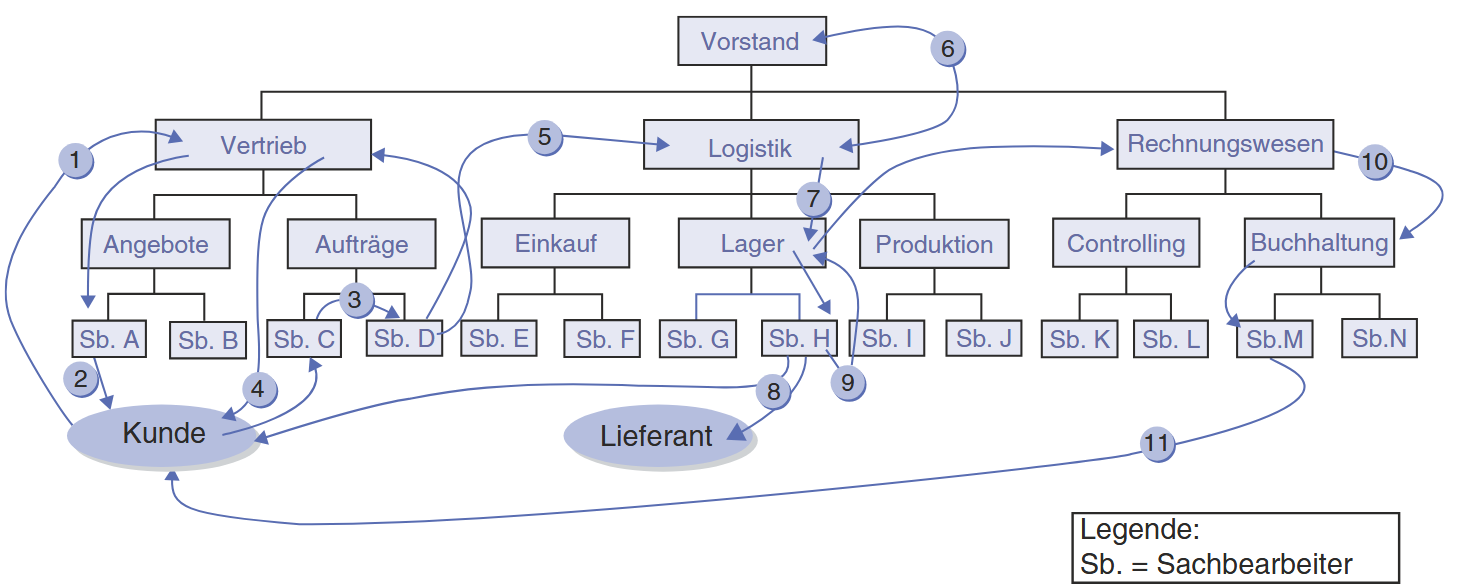 Vorstand
6
1
Vertrieb
5
Logistik
Rechnungswesen
10
7
Angebote
Aufträge
Einkauf
Lager
Produktion
Controlling
Buchhaltung
3
Sb. A
Sb. B
Sb. C
Sb. D
Sb. E
Sb. F
Sb. G
Sb. H
Sb. I
Sb. J
Sb. K
Sb. L
Sb.M
Sb.N
2
4
8
9
Kunde
Lieferant
11
Legende:
Sb. = Sachbearbeiter